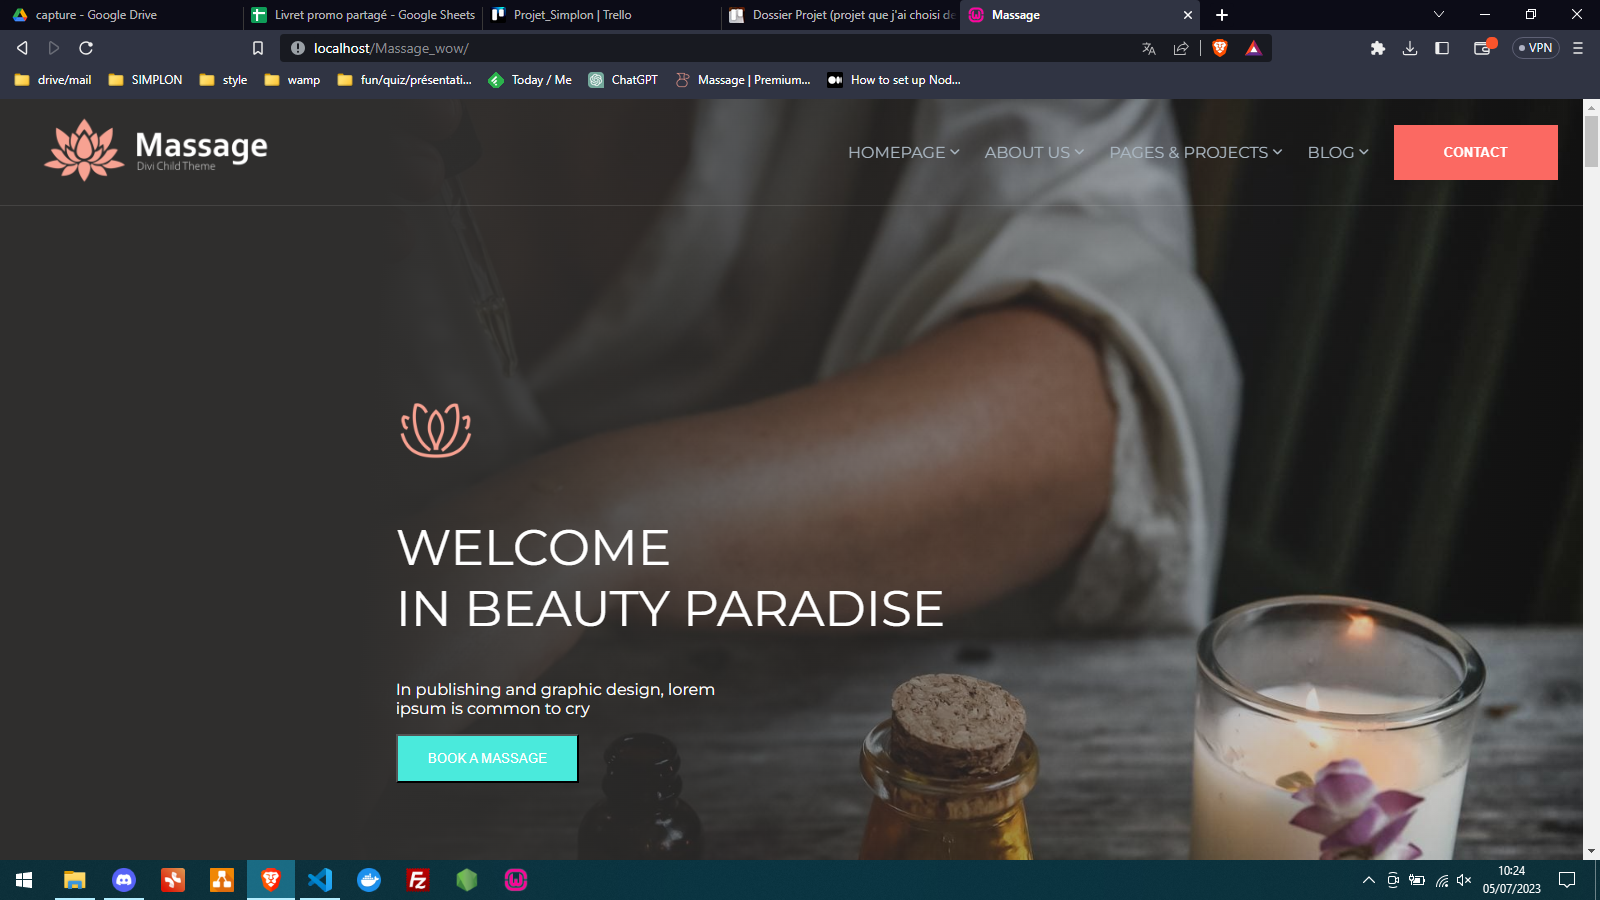 capture - Google Drive
Livret promo partagé - Google Sheets
Projet_Simplon | Trello
Dossier Projet (projet que j'ai choisi de
Massage
localhost/Massage_wow/
VPN
drive/mail
SIMPLON
style
wamp
fun/quiz/présentati...
Today / Me
ChatGPT
Massage | Premium...
How to set up Nod...
Massage
Divi Child Theme
HOMEPAGE
ABOUT US
PAGES & PROJECTS
BLOG
CONTACT
WELCOME
IN BEAUTY PARADISE
In publishing and graphic design, lorem
ipsum is common to cry
BOOK A MASSAGE
10:24
05/07/2023